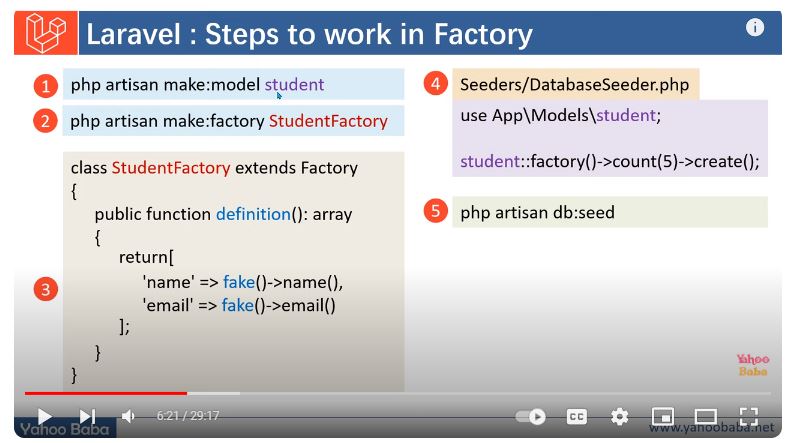 Laravel : Steps to work in Factory
i
1
php artisan make:model student
2
php artisan make:factory StudentFactory
3
class StudentFactory extends Factory
{
public function definition(): array
{
return[
'name' => fake()->name(),
'email' => fake()->email()
];
}
}
4
Seeders/DatabaseSeeder.php
use App\Models\student;
student::factory()->count(5)->create();
5
php artisan db:seed
Yahoo
Baba
6:21 / 29:17
CC
Yahoo Baba
www.yahoobaba.net